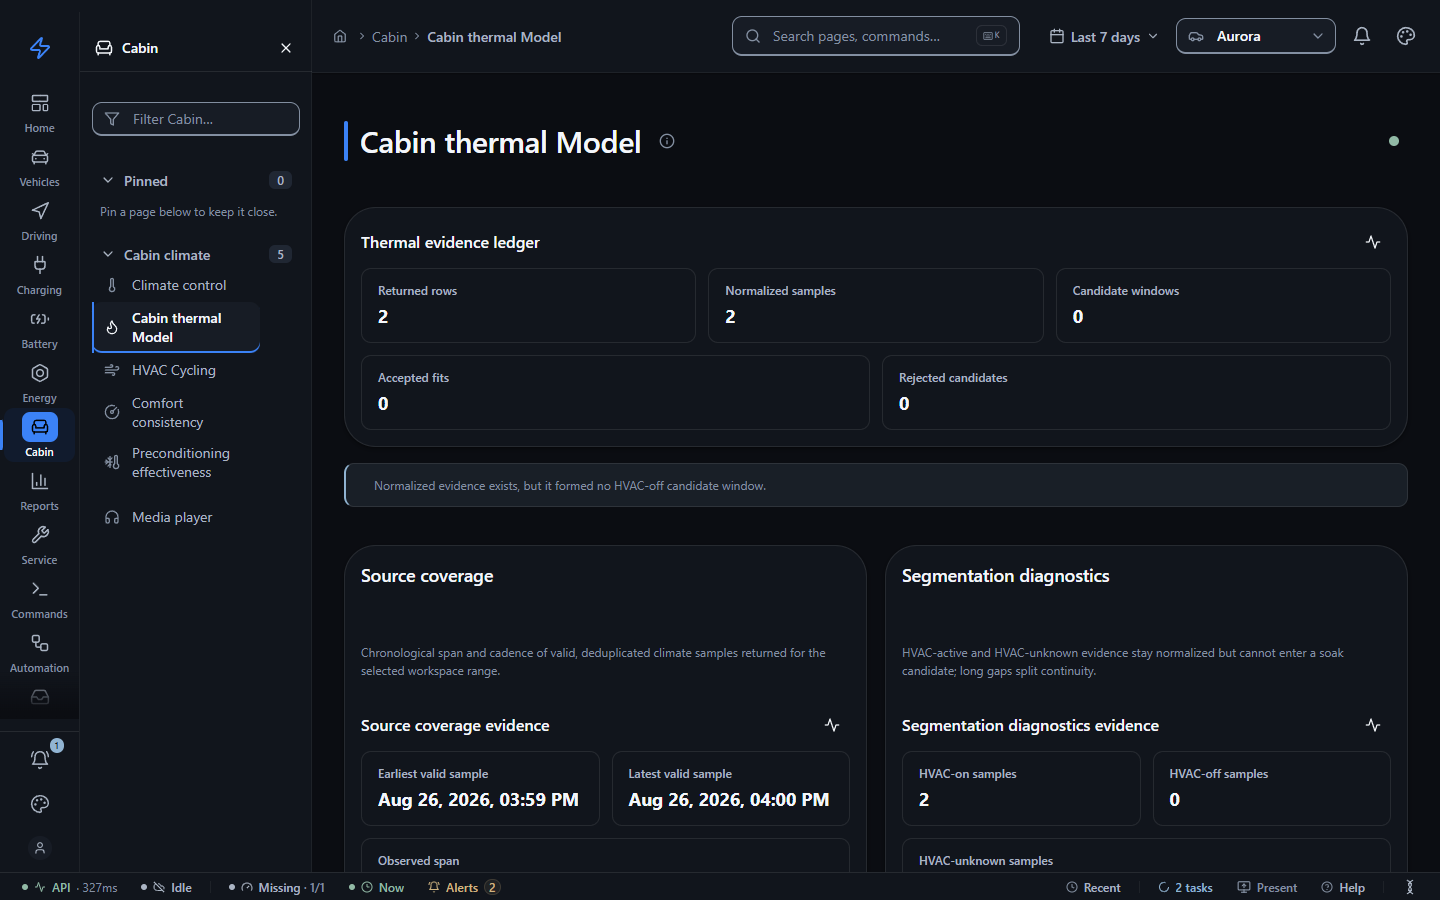 Cabin
Cabin
Cabin thermal Model
Search pages, commands...
K
Last 7 days
Aurora
Home
Vehicles
Driving
Charging
Battery
Energy
Cabin
Reports
Service
Commands
Automation
1
Filter Cabin...
Pinned
0
Pin a page below to keep it close.
Cabin climate
5
Climate control
Cabin thermal
Model
HVAC Cycling
Comfort
consistency
Preconditioning
effectiveness
Media player
Cabin thermal Model
Thermal evidence ledger
Returned rows
2
Normalized samples
2
Candidate windows
0
Accepted fits
0
Rejected candidates
0
Normalized evidence exists, but it formed no HVAC-off candidate window.
Source coverage
Chronological span and cadence of valid, deduplicated climate samples returned for the
selected workspace range.
Source coverage evidence
Earliest valid sample
Aug 26, 2026, 03:59 PM
Latest valid sample
Aug 26, 2026, 04:00 PM
Observed span
Segmentation diagnostics
HVAC-active and HVAC-unknown evidence stay normalized but cannot enter a soak
candidate; long gaps split continuity.
Segmentation diagnostics evidence
HVAC-on samples
2
HVAC-off samples
0
HVAC-unknown samples
API · 327ms
Idle
Missing · 1/1
Now
Alerts 2
Recent
2 tasks
Present
Help